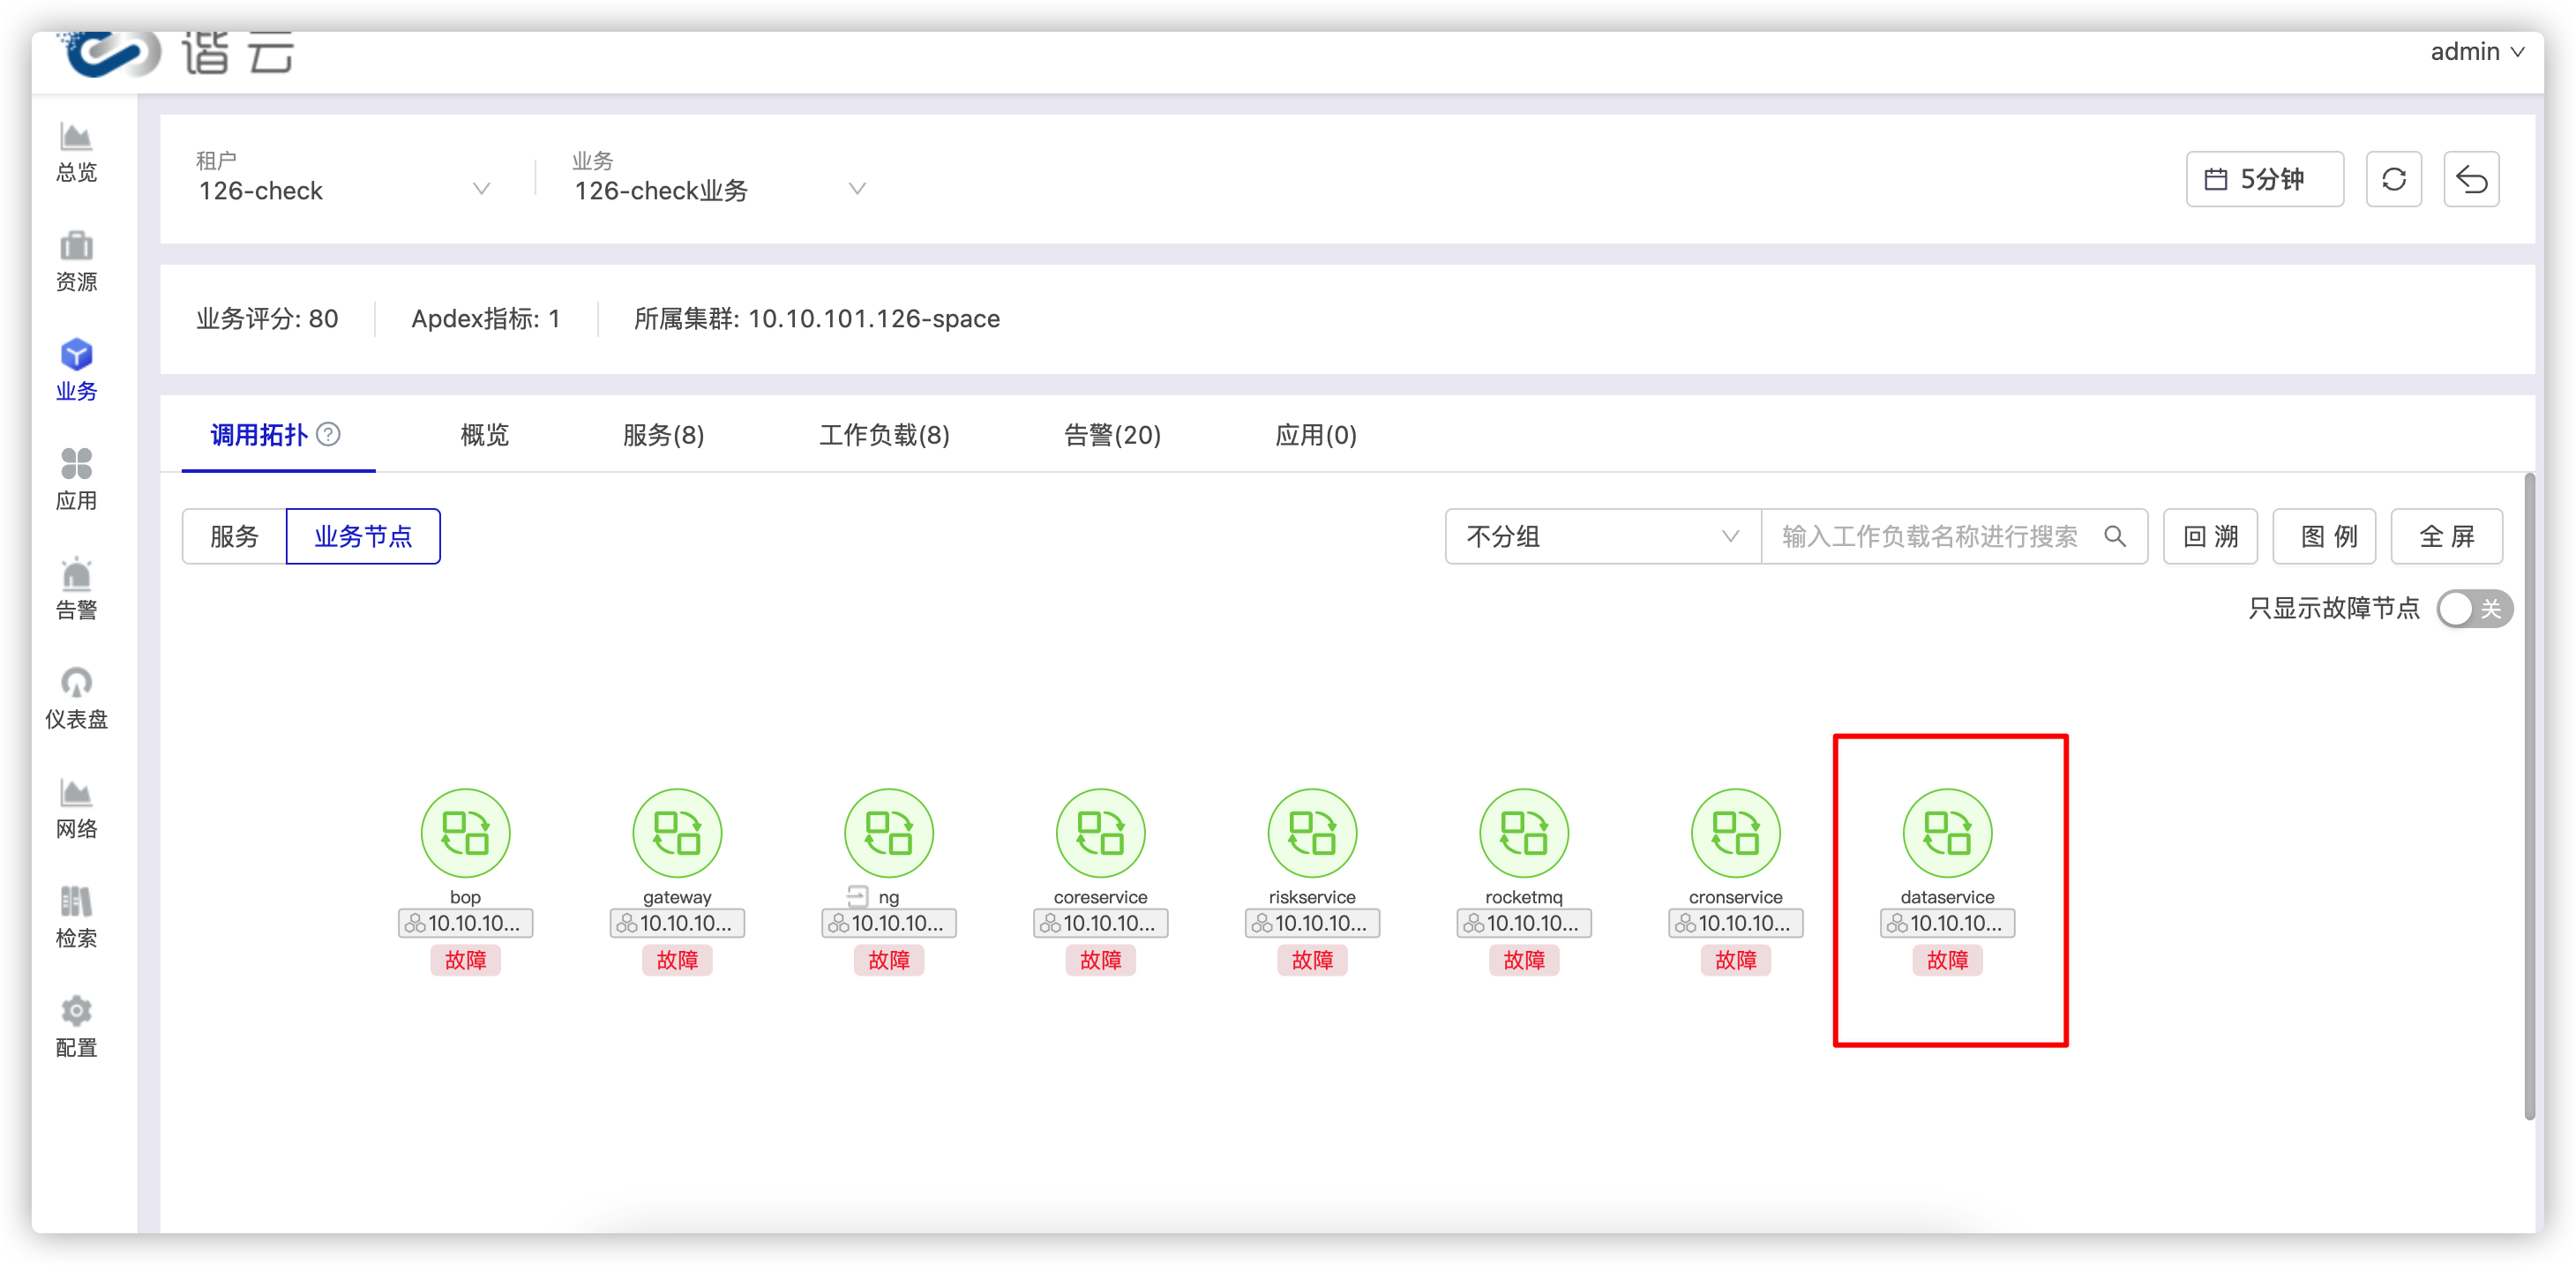 谐云
admin
总览
资源
业务
应用
告警
仪表盘
网络
检索
配置
租户
126-check
业务
126-check业务
5分钟
业务评分: 80
Apdex指标: 1
所属集群: 10.10.101.126-space
调用拓扑
概览
服务(8)
工作负载(8)
告警(20)
应用(0)
服务
业务节点
不分组
输入工作负载名称进行搜索
回溯
图例
全屏
只显示故障节点
关
bop
10.10.10...
故障
gateway
10.10.10...
故障
ng
10.10.10...
故障
coreservice
10.10.10...
故障
riskservice
10.10.10...
故障
rocketmq
10.10.10...
故障
cronservice
10.10.10...
故障
dataservice
10.10.10...
故障